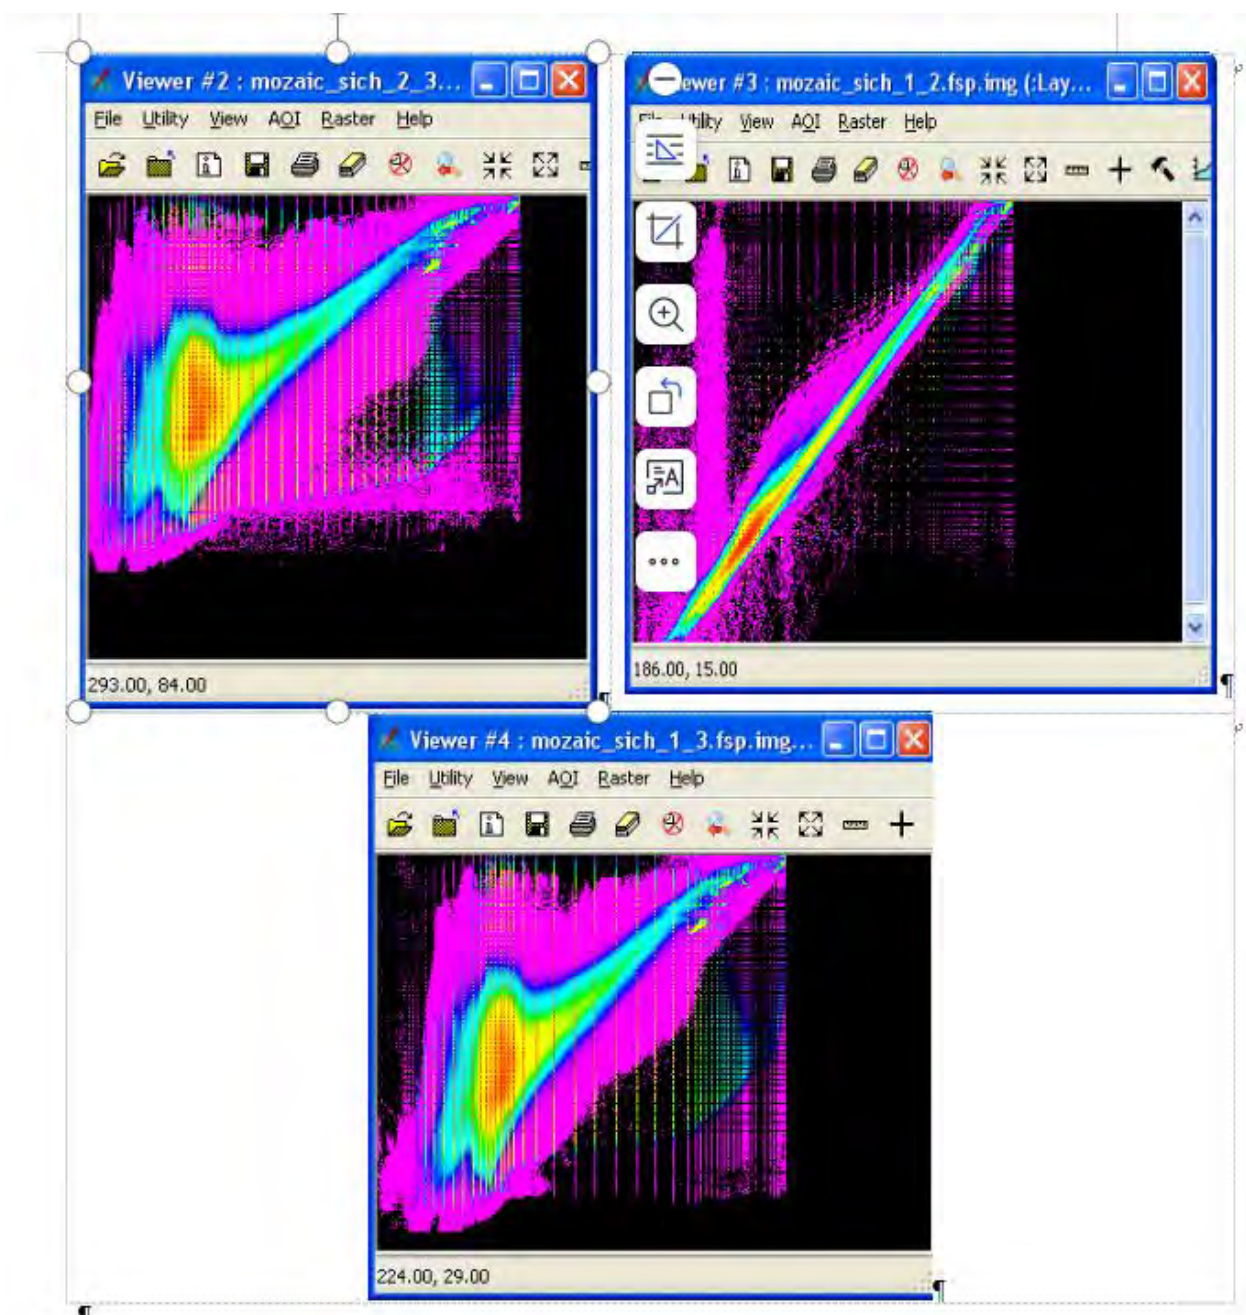 Viewer #2 : mozaic_sich_2_3...
File Utility View AOI Raster Help
293.00, 84.00
ewer #3 : mozaic_sich_1_2.fsp.img (:Lay...
View AOI Raster Help
A
186.00, 15.00
¶
¶
Viewer #4 : mozaic_sich_1_3.fsp.img...
File Utility View AOI Raster Help
224.00, 29.00
¶
¶